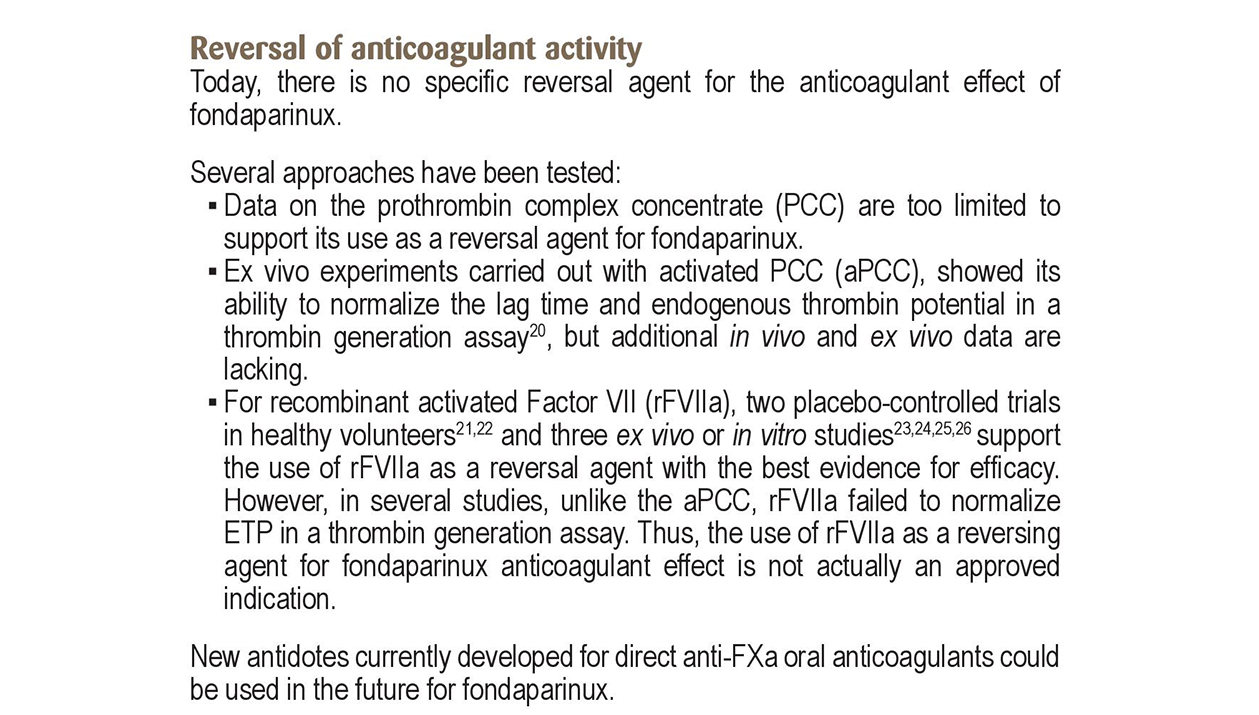 Reversal of anticoagulant activity
Today, there is no specific reversal agent for the anticoagulant effect of
fondaparinux.
Several approaches have been tested:
▪ Data on the prothrombin complex concentrate (PCC) are too limited to
support its use as a reversal agent for fondaparinux.
▪ Ex vivo experiments carried out with activated PCC (aPCC), showed its
ability to normalize the lag time and endogenous thrombin potential in a
thrombin generation assay20, but additional in vivo and ex vivo data are
lacking.
▪ For recombinant activated Factor VII (rFVIIa), two placebo-controlled trials
in healthy volunteers21,22 and three ex vivo or in vitro studies23,24,25,26 support
the use of rFVIIa as a reversal agent with the best evidence for efficacy.
However, in several studies, unlike the aPCC, rFVIIa failed to normalize
ETP in a thrombin generation assay. Thus, the use of rFVIIa as a reversing
agent for fondaparinux anticoagulant effect is not actually an approved
indication.
New antidotes currently developed for direct anti-FXa oral anticoagulants could
be used in the future for fondaparinux.